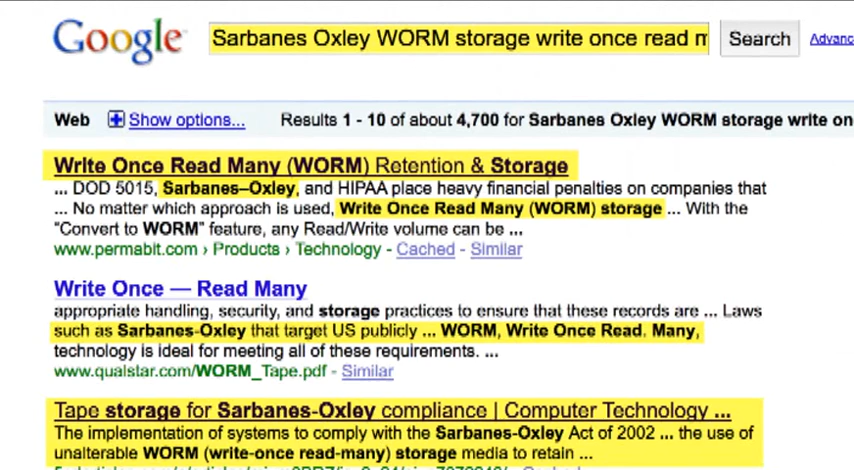 Google Sarbanes Oxley WORM storage write once read Search Advanc
Web Show options... Results 1 - 10 of about 4,700 for Sarbanes Oxley WORM storage write on
Write Once Read Many (WORM) Retention & Storage
... DOD 5015, Sarbanes–Oxley, and HIPAA place heavy financial penalties on companies that
... No matter which approach is used, Write Once Read Many (WORM) storage ... With the
"Convert to WORM" feature, any Read/Write volume can be ...
www.permabit.com › Products › Technology - Cached - Similar
Write Once — Read Many
appropriate handling, security, and storage practices to ensure that these records are ... Laws
such as Sarbanes-Oxley that target US publicly ... WORM, Write Once Read. Many,
technology is ideal for meeting all of these requirements. ...
www.qualstar.com/WORM_Tape.pdf - Similar
Tape storage for Sarbanes-Oxley compliance | Computer Technology ...
The implementation of systems to comply with the Sarbanes-Oxley Act of 2002 ... the use of
unalterable WORM (write-once read-many) storage media to retain ...